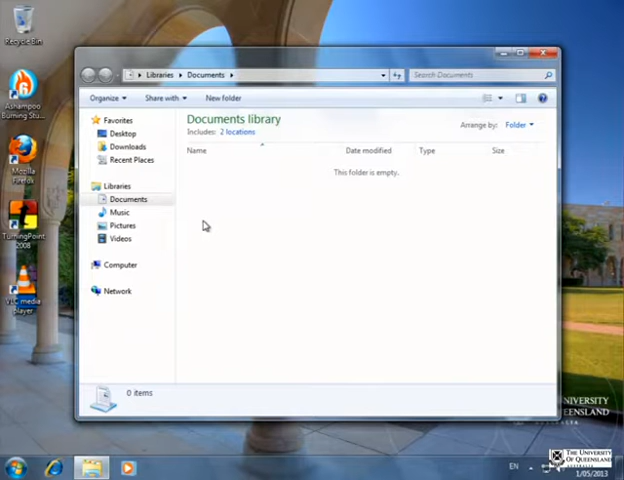 Recycle Bin
Ashampoo
Burning Stu...
Mozilla
Firefox
TurningPoint
2008
VLC media
player
Libraries
Documents
Search Documents
Organize
Share with
New folder
Favorites
Desktop
Downloads
Recent Places
Libraries
Documents
Music
Pictures
Videos
Computer
Network
Documents library
Includes: 2 locations
Arrange by: Folder
Name
Date modified
Type
Size
This folder is empty.
0 items
NIVERSITY
EENSLAND
EN
THE UNIVERSITY
OF QUEENSLAND
1/05/2013